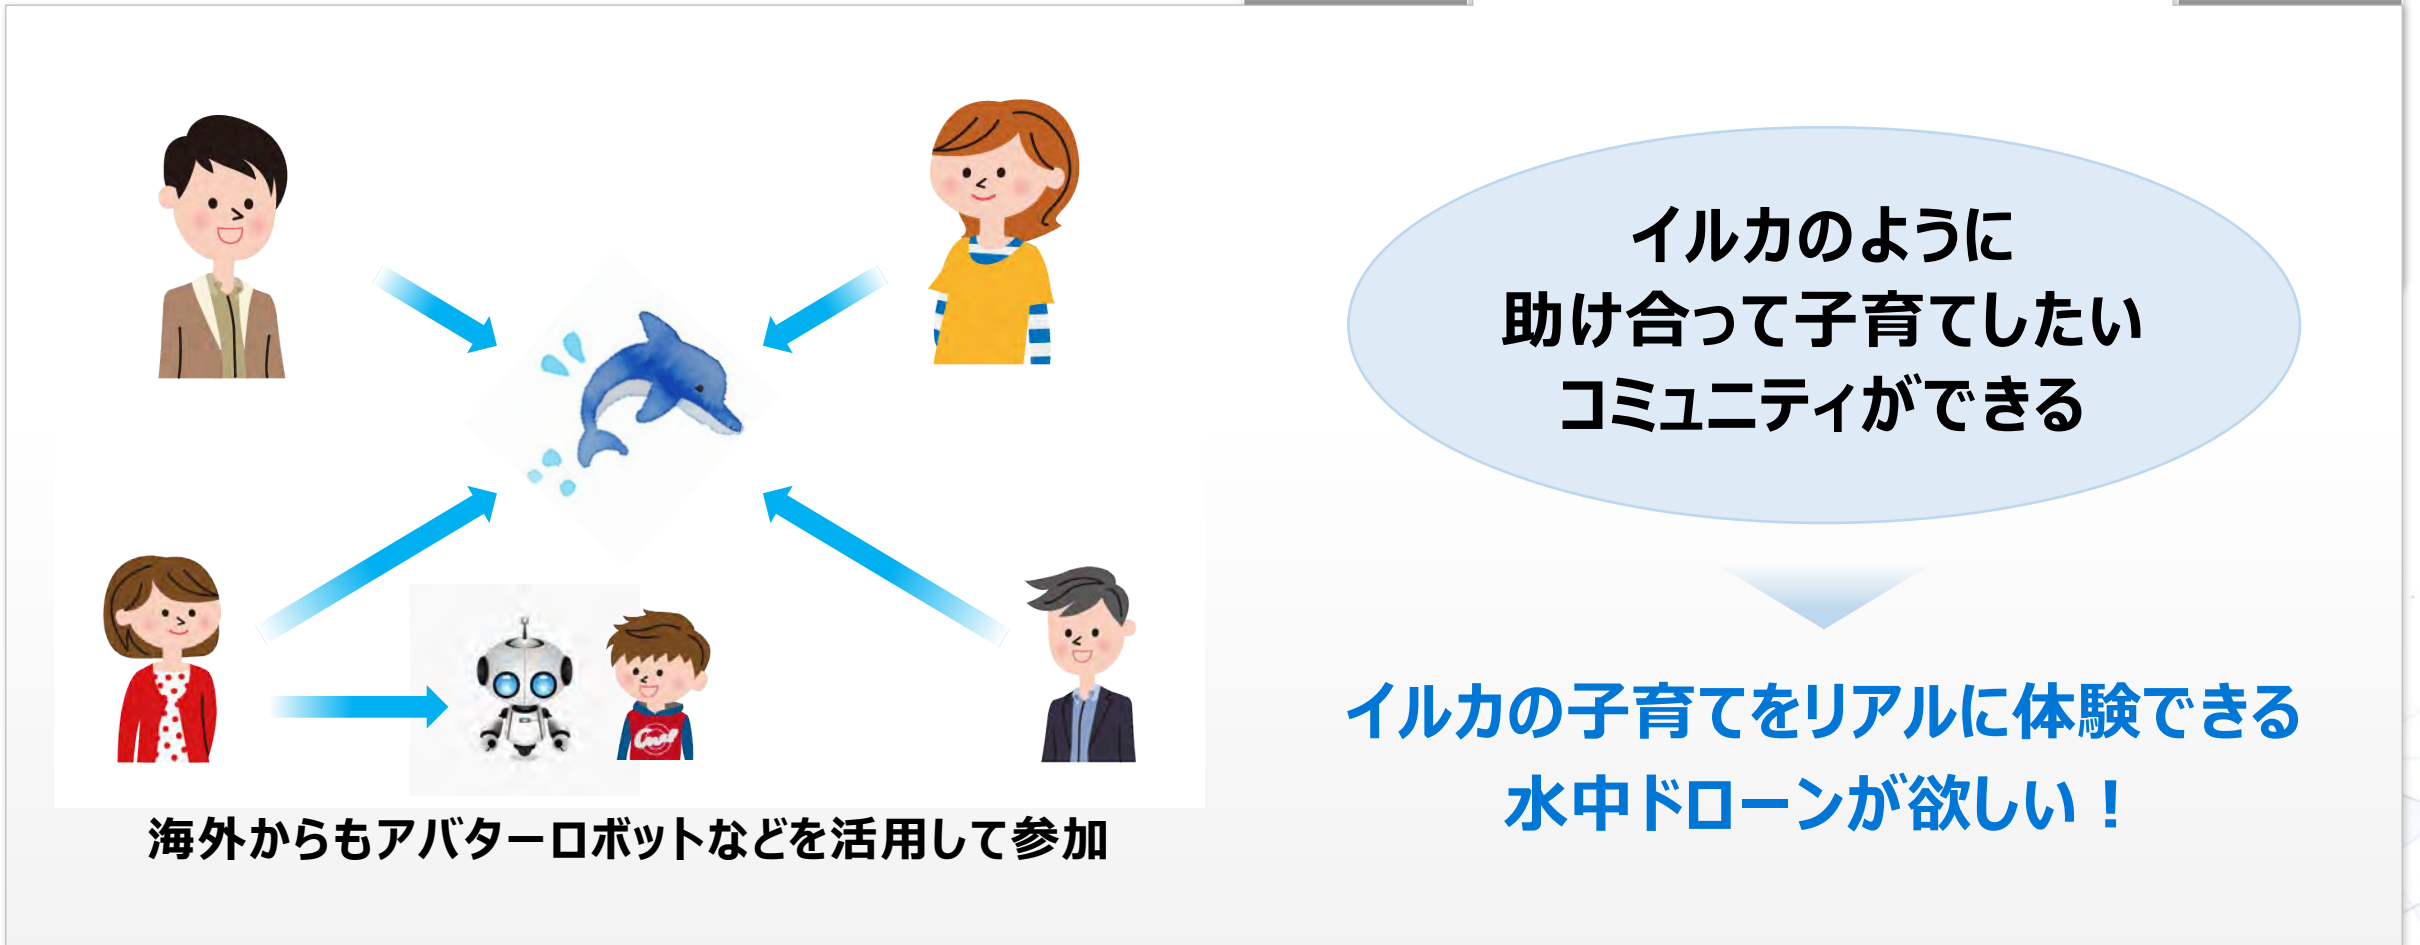 イルカのように
助け合って子育てしたい
コミュニティができる
イルカの子育てをリアルに体験できる
水中ドローンが欲しい！
海外からもアバターロボットなどを活用して参加